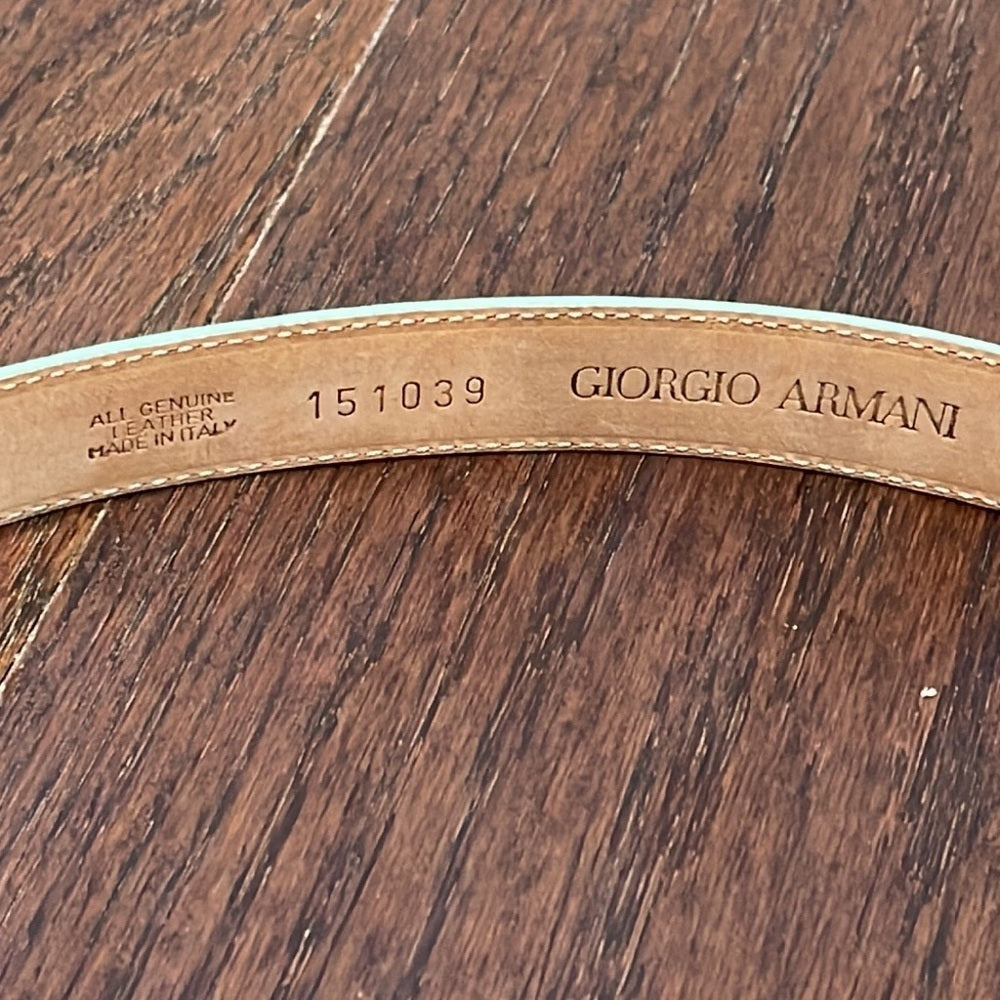 ALL GENUINE
LEATHER
MADE IN ITALY
151039
GIORGIO ARMANI